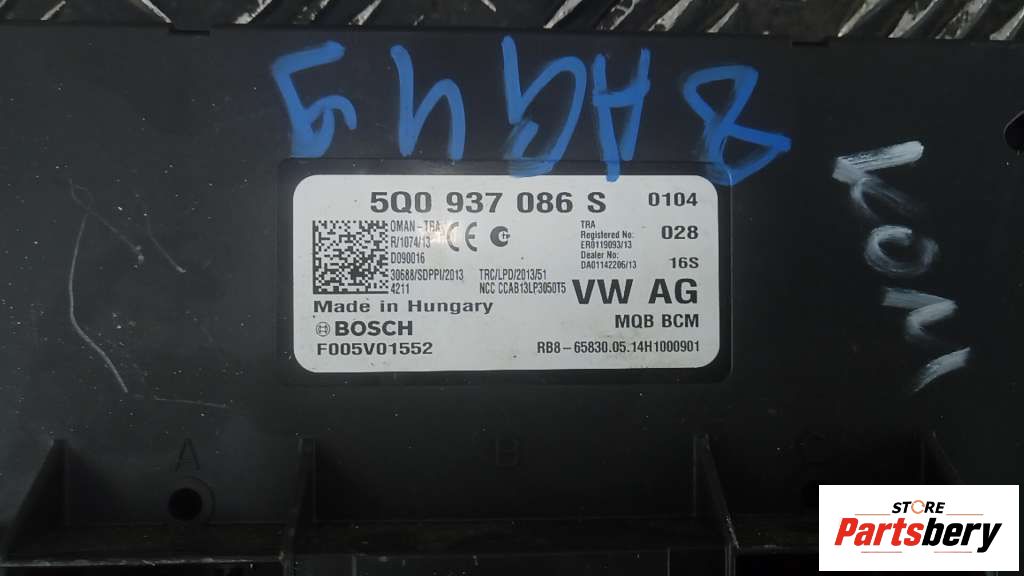 5Q0 937 086 S 0104
OMAN - TRA
R/1074/13
D090016
30688/SDPPI/2013
4211
CE
TRC/LPD/2013/51
NCC CCAB13LP3050T5
TRA
Registered No:
ER0119093/13
Dealer No:
DA01142206/13
028
16S
Made in Hungary
VW AG
BOSCH
MQB BCM
F005V01552
RB8-65830.05.14H1000901
A
B
C
STORE
Partsbery